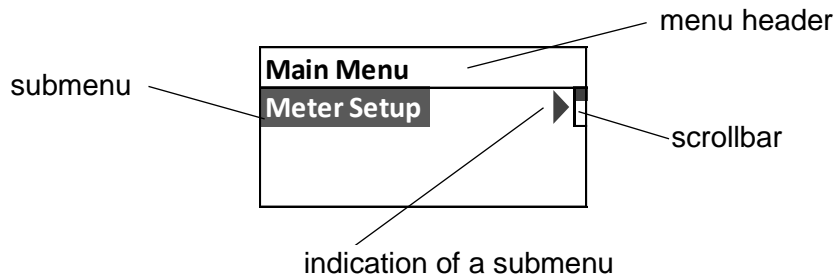 menu header
Main Menu
submenu
Meter Setup
scrollbar
indication of a submenu